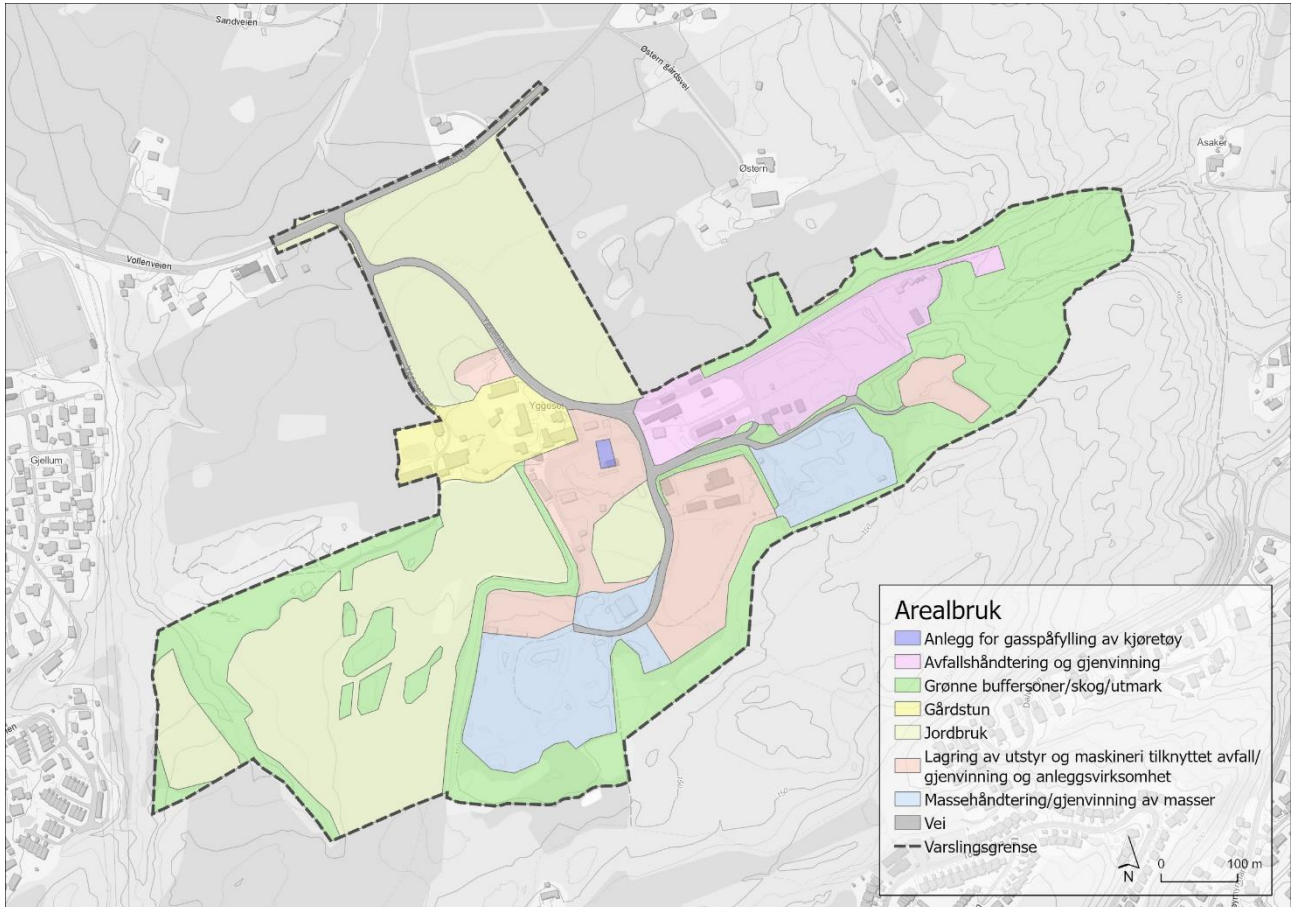 Sandveien
Østern gårdsvei
Asaker
Østern
Vollenveien
Yggeset
Gjellum
150
Arealbruk
Anlegg for gasspåfylling av kjøretøy
Avfallshåndtering og gjenvinning
Grønne buffersoner/skog/utmark
Gårdstun
Jordbruk
Lagring av utstyr og maskineri tilknyttet avfall/
gjenvinning og anleggsvirksomhet
Massehåndtering/gjenvinning av masser
Vei
Varslingsgrense
N
0
100 m